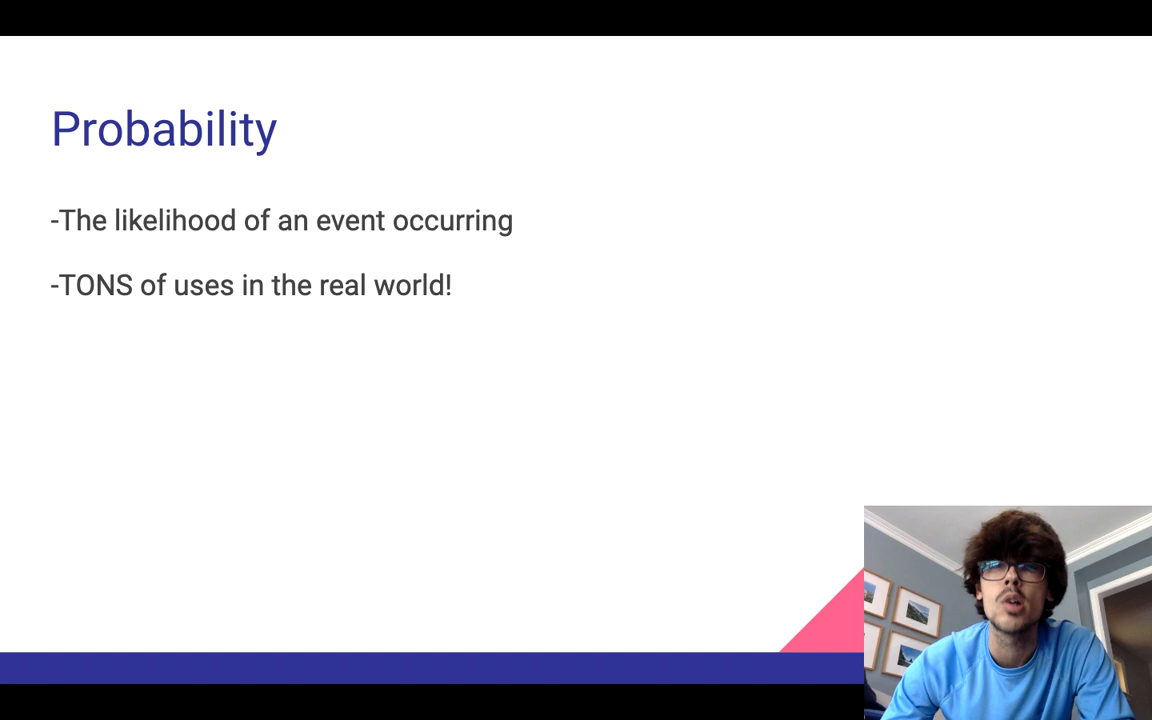 Probability
-The likelihood of an event occurring
-TONS of uses in the real world!